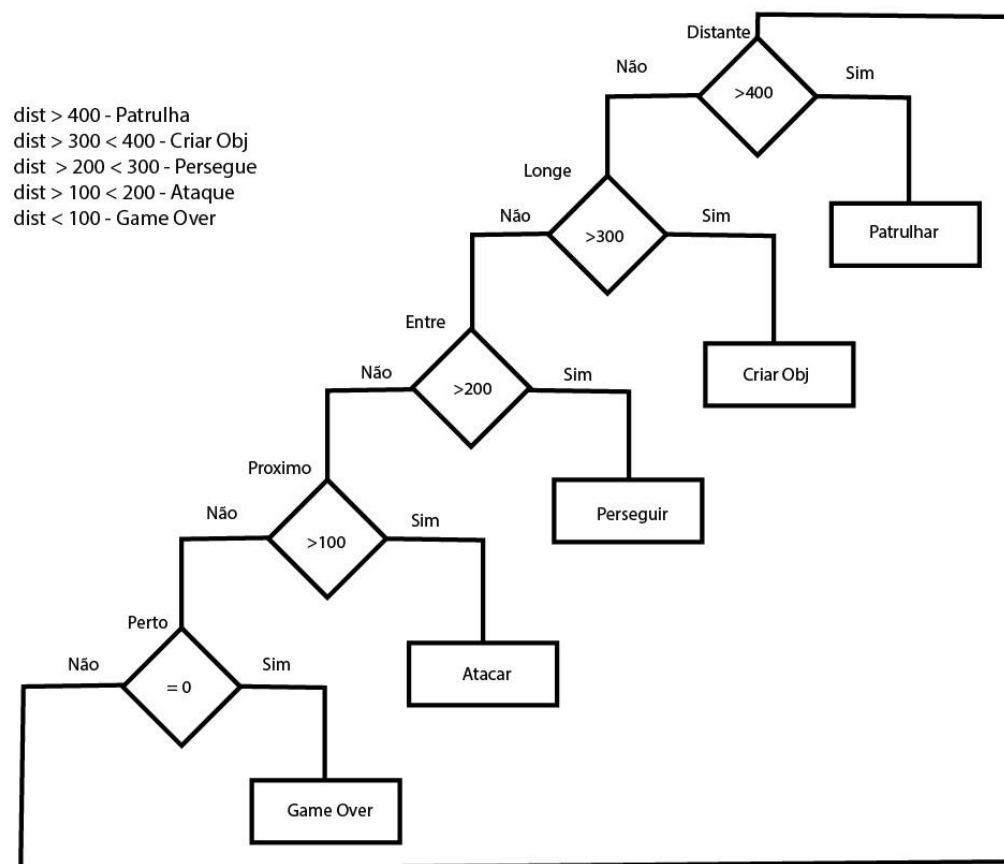 Distante
Não
Sim
>400
dist > 400 - Patrulha
dist > 300 < 400 - Criar Obj
dist  > 200 < 300 - Persegue
dist > 100 < 200 - Ataque
dist < 100 - Game Over
Longe
Não
Sim
>300
Patrulhar
Entre
Não
Sim
>200
Criar Obj
Proximo
Não
Sim
>100
Perseguir
Perto
Não
Sim
= 0
Atacar
Game Over